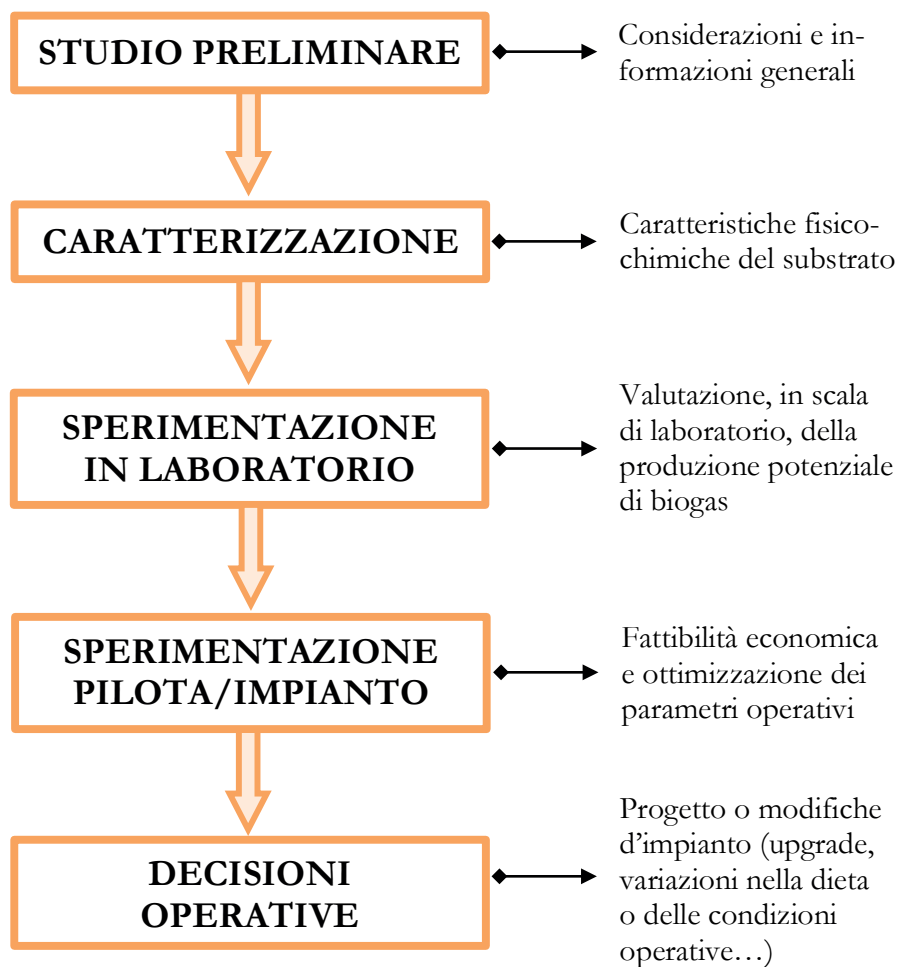 STUDIO PRELIMINARE
Considerazioni e in-
formazioni generali
CARATTERIZZAZIONE
Caratteristiche fisico-
chimiche del substrato
SPERIMENTAZIONE
IN LABORATORIO
Valutazione, in scala
di laboratorio, della
produzione potenziale
di biogas
SPERIMENTAZIONE
PILOTA/IMPIANTO
Fattibilità economica
e ottimizzazione dei
parametri operativi
DECISIONI
OPERATIVE
Progetto o modifiche
d’impianto (upgrade,
variazioni nella dieta
o delle condizioni
operative…)